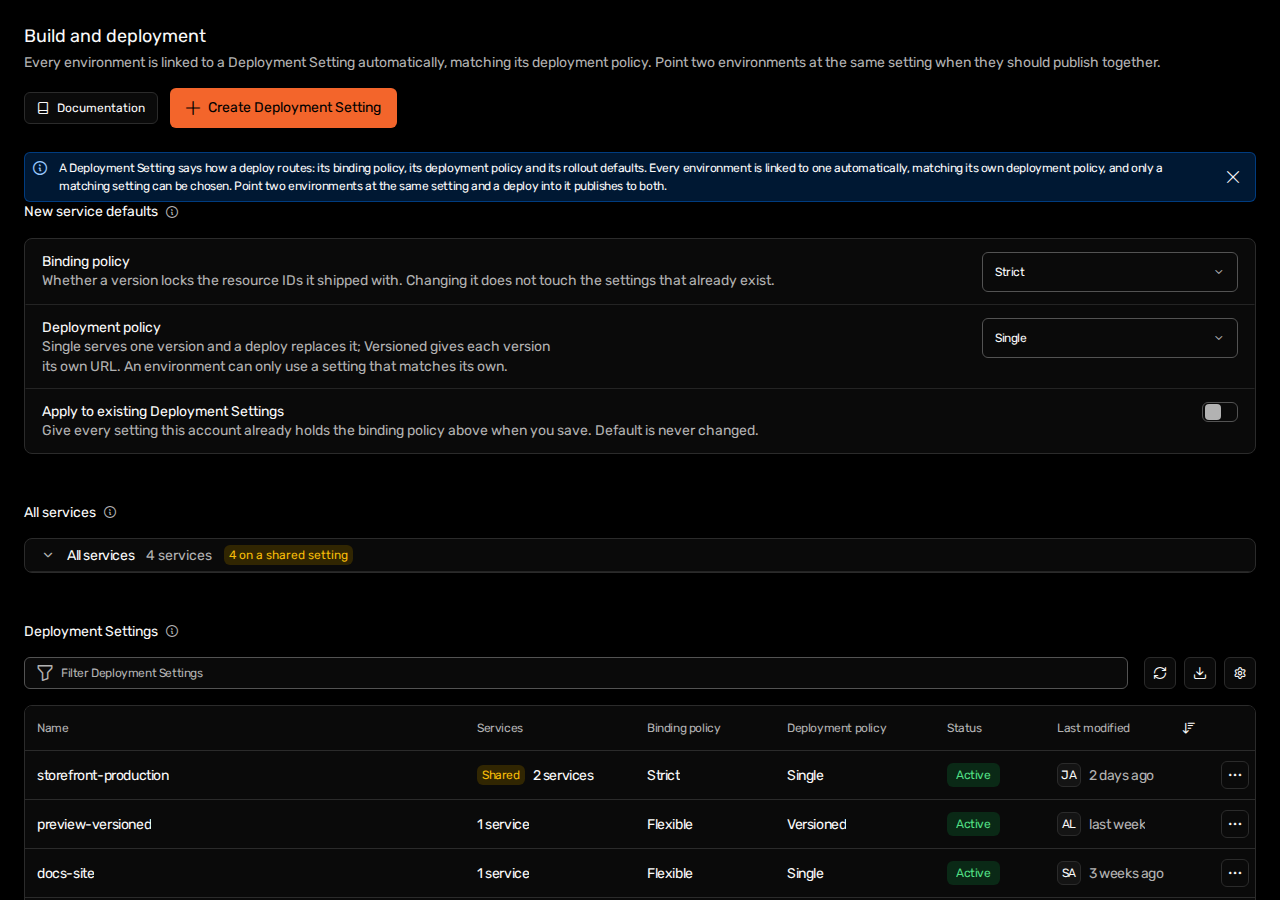 Build and deployment
Every environment is linked to a Deployment Setting automatically, matching its deployment policy. Point two environments at the same setting when they should publish together.
Documentation
Create Deployment Setting
A Deployment Setting says how a deploy routes: its binding policy, its deployment policy and its rollout defaults. Every environment is linked to one automatically, matching its own deployment policy, and only a
matching setting can be chosen. Point two environments at the same setting and a deploy into it publishes to both.
New service defaults
Binding policy
Whether a version locks the resource IDs it shipped with. Changing it does not touch the settings that already exist.
Strict
Deployment policy
Single serves one version and a deploy replaces it; Versioned gives each version
its own URL. An environment can only use a setting that matches its own.
Single
Apply to existing Deployment Settings
Give every setting this account already holds the binding policy above when you save. Default is never changed.
All services
All services 4 services 4 on a shared setting
Deployment Settings
Filter Deployment Settings
Name Services Binding policy Deployment policy Status Last modified
storefront-production Shared 2 services Strict Single Active JA 2 days ago
preview-versioned 1 service Flexible Versioned Active AL last week
docs-site 1 service Flexible Single Active SA 3 weeks ago